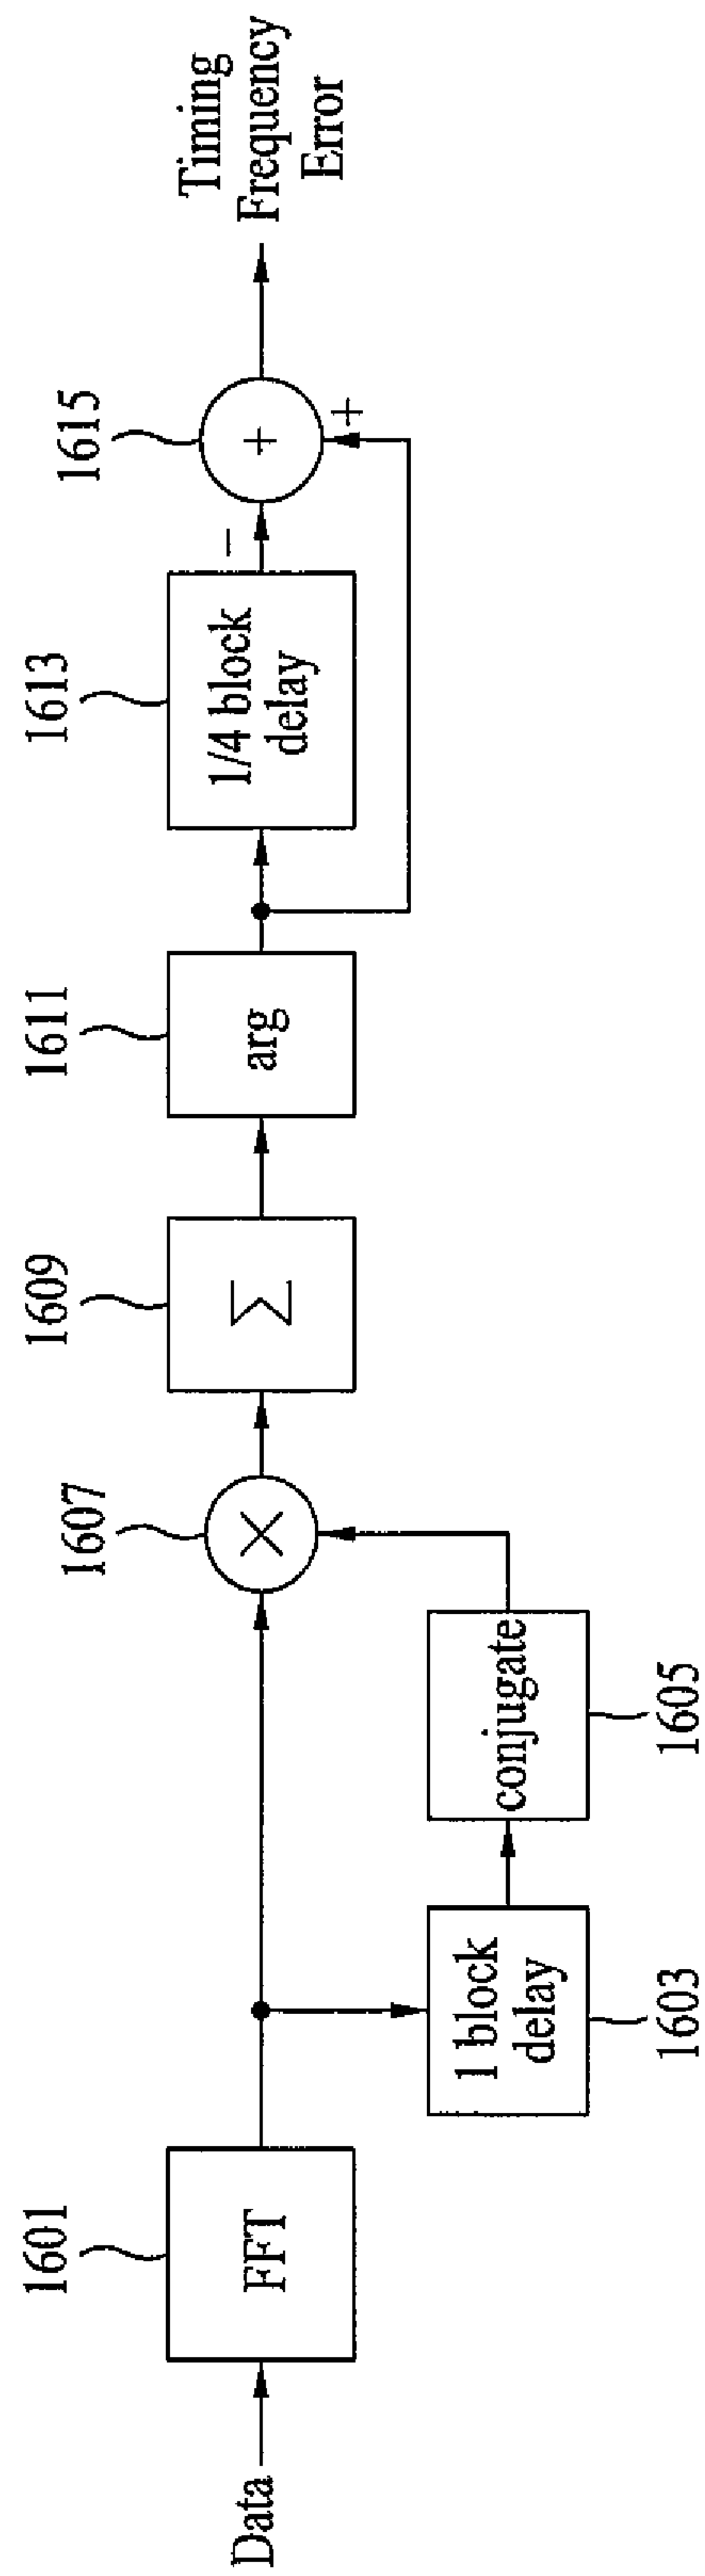 Data
1601
FFT
1 block
delay
1603
conjugate
1605
1607
×
1609
Σ
1611
arg
1613
1/4 block
delay
−
1615
+
+
Timing
Frequency
Error